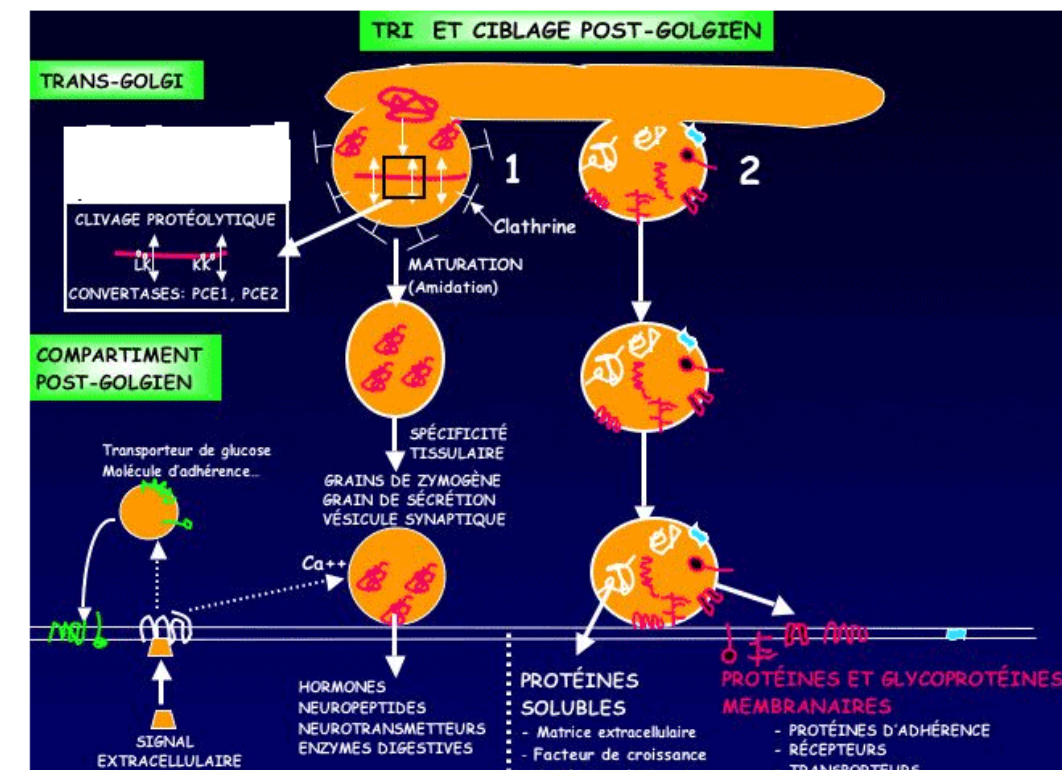 TRI ET CIBLAGE POST-GOLGIEN
TRANS-GOLGI
1
2
Clathrine
CLIVAGE PROTÉOLYTIQUE
LK
KK
CONVERTASES: PCE1, PCE2
MATURATION
(Amidation)
COMPARTIMENT
POST-GOLGIEN
SPÉCIFICITÉ
TISSULAIRE
Transporteur de glucose
Molécule d'adhérence...
GRAINS DE ZYMOGÈNE
GRAIN DE SÉCRÉTION
VÉSICULE SYNAPTIQUE
Ca++
SIGNAL
EXTRACELLULAIRE
HORMONES
NEUROPEPTIDES
NEUROTRANSMETTEURS
ENZYMES DIGESTIVES
PROTÉINES
SOLUBLES
- Matrice extracellulaire
- Facteur de croissance
PROTÉINES ET GLYCOPROTÉINES
MEMBRANAIRES
- PROTÉINES D'ADHÉRENCE
- RÉCEPTEURS
- TRANSPORTEURS